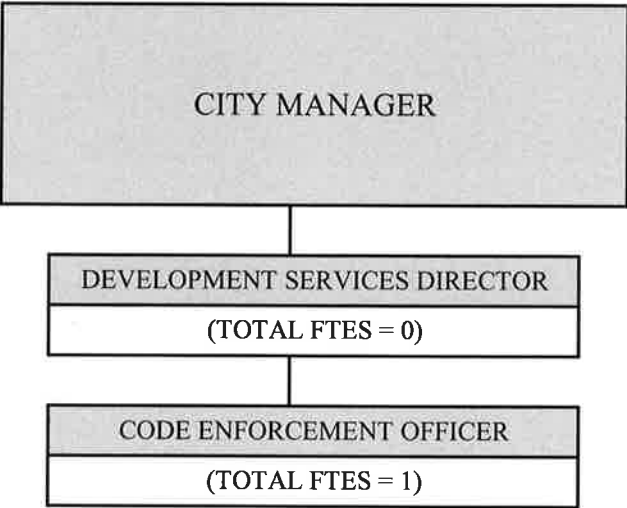 CITY MANAGER
DEVELOPMENT SERVICES DIRECTOR
(TOTAL FTES = 0)
CODE ENFORCEMENT OFFICER
(TOTAL FTES = 1)